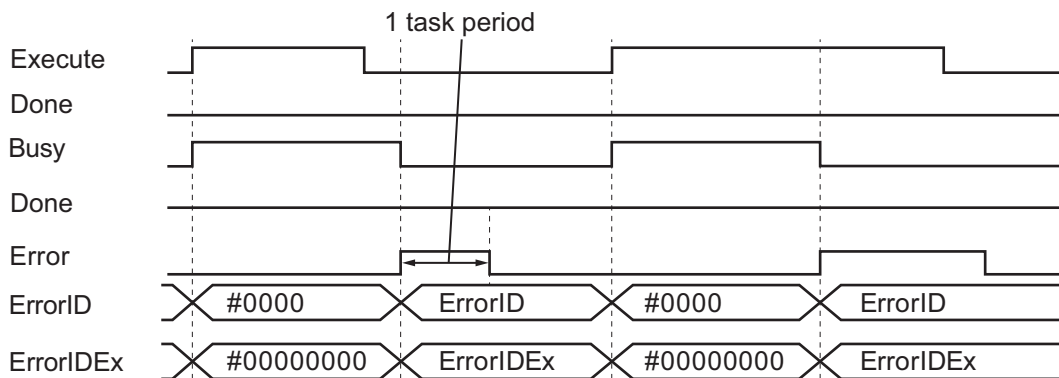 1 task period
Execute
Done
Busy
Done
Error
ErrorID #0000 ErrorID #0000 ErrorID
ErrorIDEx #00000000 ErrorIDEx #00000000 ErrorIDEx